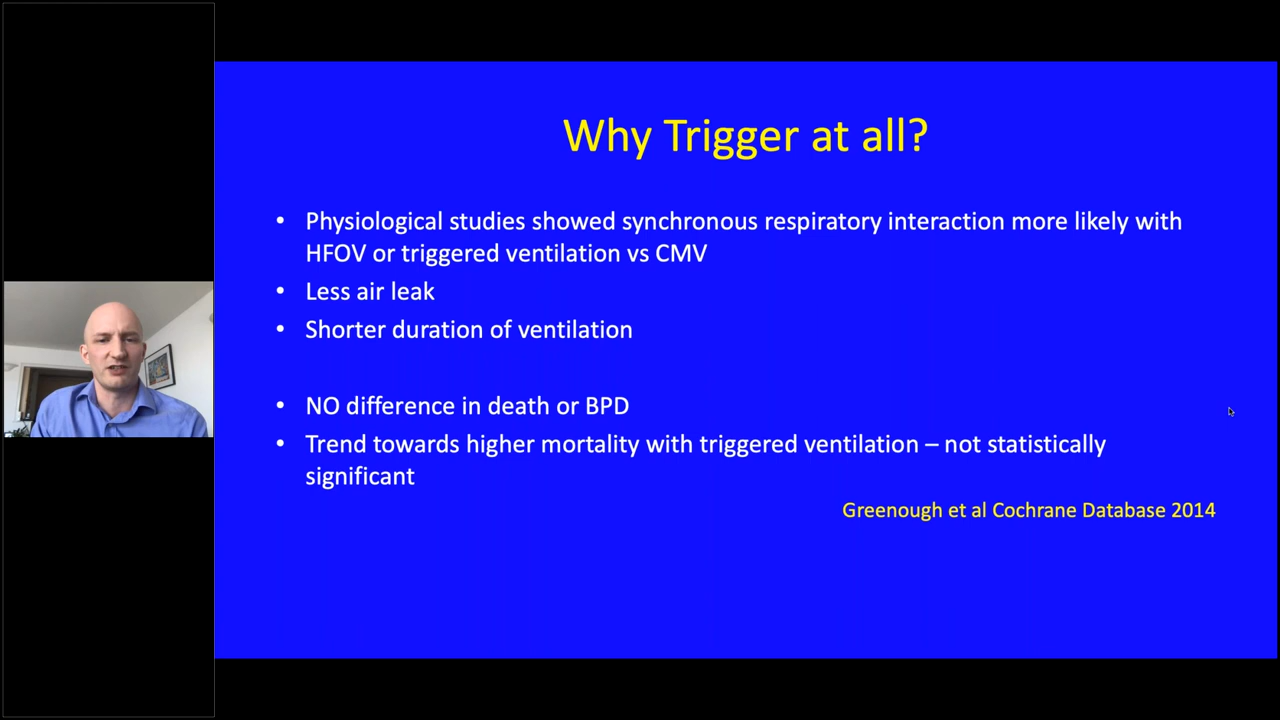 Why Trigger at all?
• Physiological studies showed synchronous respiratory interaction more likely with
HFOV or triggered ventilation vs CMV
• Less air leak
• Shorter duration of ventilation
• NO difference in death or BPD
• Trend towards higher mortality with triggered ventilation – not statistically
significant
Greenough et al Cochrane Database 2014